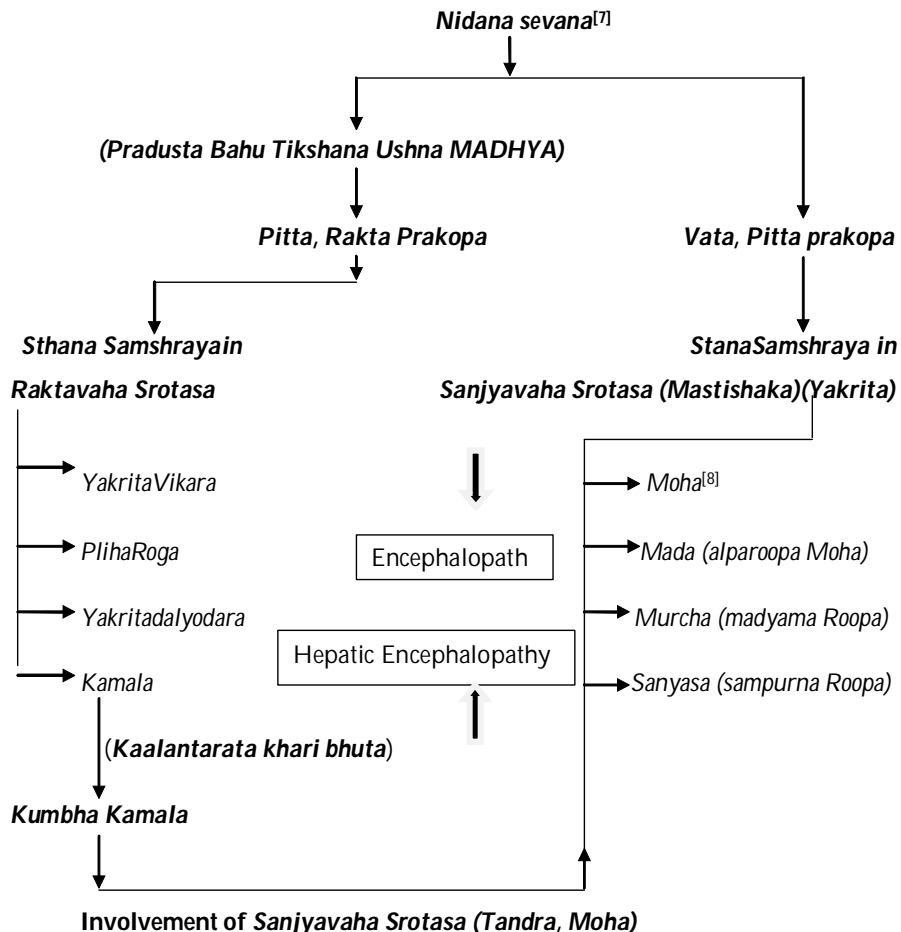 Nidana sevana[7]
(Pradusta Bahu Tikshana Ushna MADHYA)
Pitta, Rakta Prakopa
Vata, Pitta prakopa
Sthana Samshrayain
Raktavaha Srotasa
StanaSamshraya in
Sanjyavaha Srotasa (Mastishaka)(Yakrita)
YakritaVikara
PlihaRoga
Yakritdalyodara
Kamala
(Kaalantarata khari bhuta)
Kumbha Kamala
Encephalopath
Hepatic Encephalopathy
Moha[8]
Mada (alparoopa Moha)
Murcha (madyama Roopa)
Sanyasa (sampurna Roopa)
Involvement of Sanjyavaha Srotasa (Tandra, Moha)